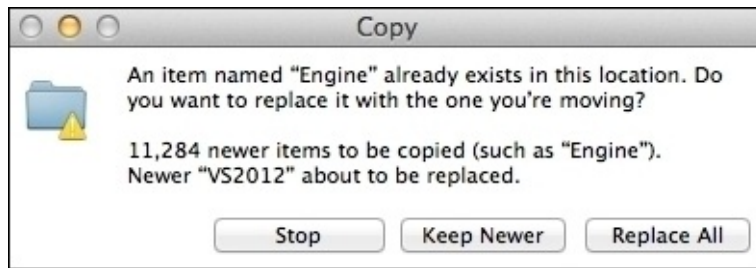 Copy
An item named “Engine” already exists in this location. Do
you want to replace it with the one you're moving?
11,284 newer items to be copied (such as “Engine”).
Newer “VS2012” about to be replaced.
Stop
Keep Newer
Replace All